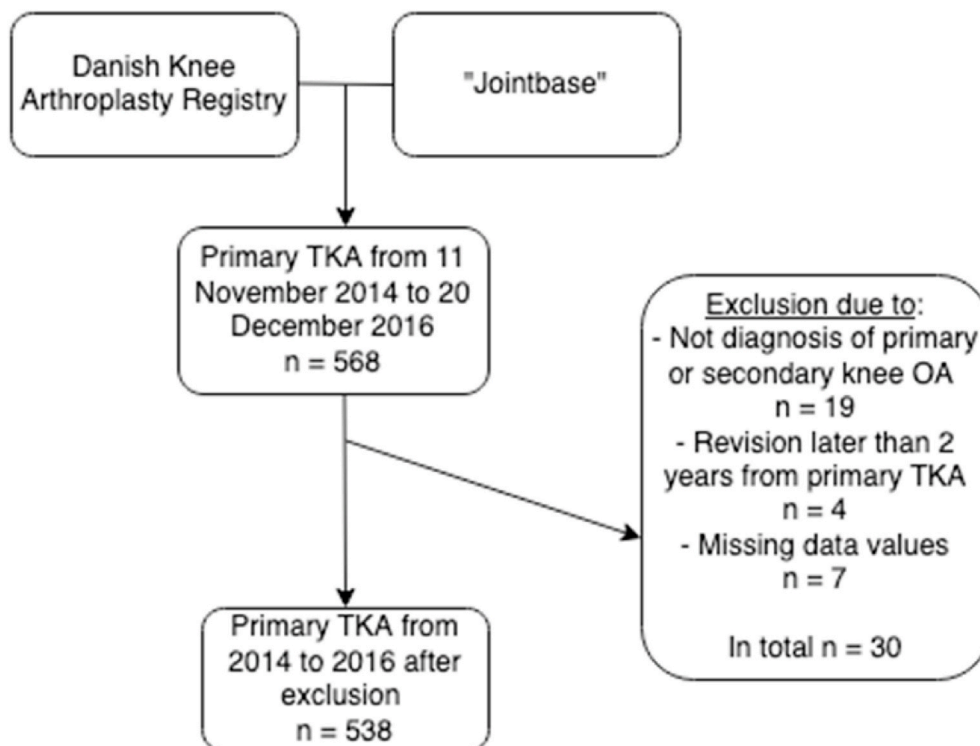 Danish Knee
Arthroplasty Registry
"Jointbase"
Primary TKA from 11
November 2014 to 20
December 2016
n = 568
Exclusion due to:
- Not diagnosis of primary
or secondary knee OA
n = 19
- Revision later than 2
years from primary TKA
n = 4
- Missing data values
n = 7
In total n = 30
Primary TKA from
2014 to 2016 after
exclusion
n = 538